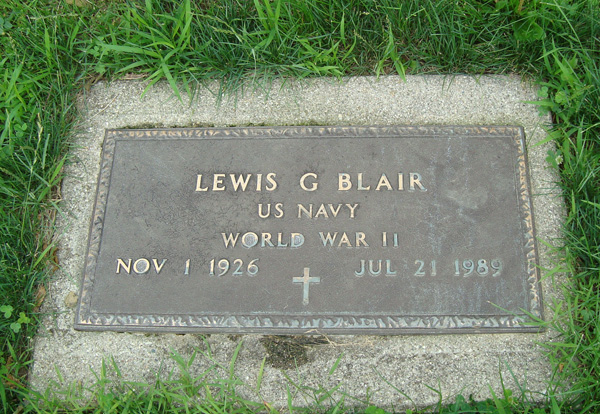 LEWIS G BLAIR
US NAVY
WORLD WAR II
NOV 1 1926 JUL 21 1989